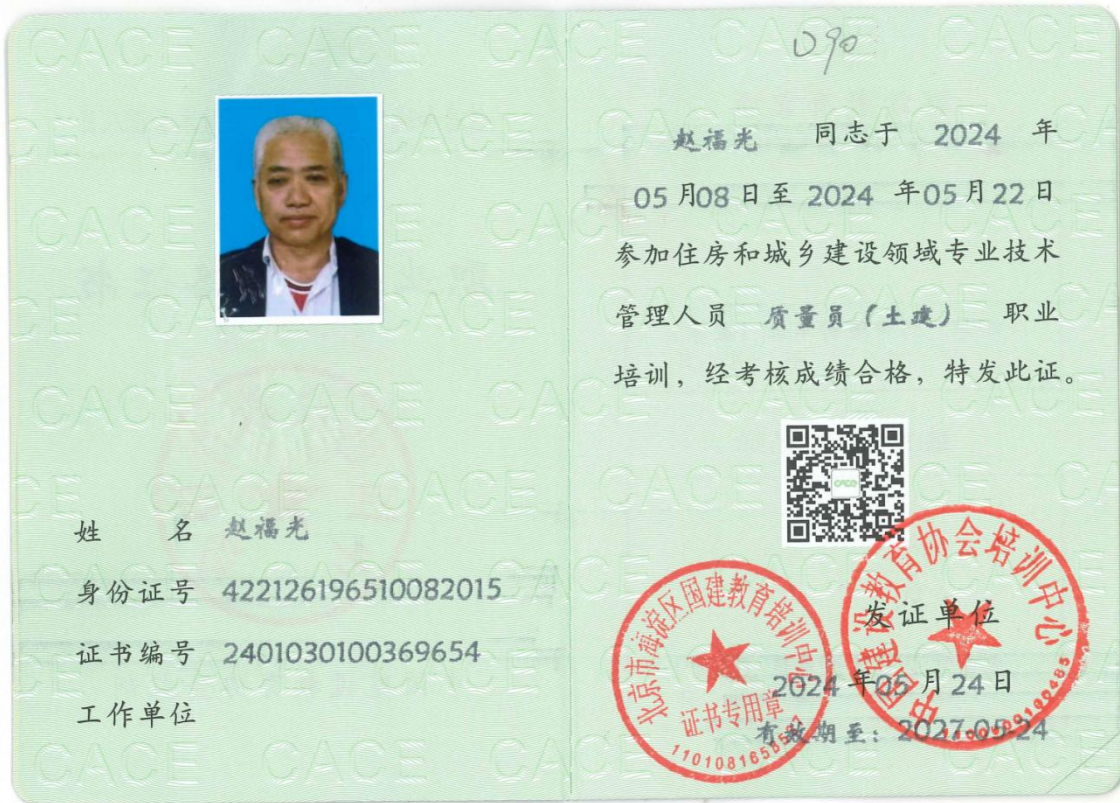 姓 名 赵福光
身份证号 422126196510082015
证书编号 2401030100369654
工作单位
090
赵福光 同志于 2024 年
05 月08 日至 2024 年05 月22 日
参加住房和城乡建设领域专业技术
管理人员 质量员（土建） 职业
培训，经考核成绩合格，特发此证。
CACE
中国建设教育协会培训中心
北京市海淀区国建教育培训中心
证书专用章
发证单位
2024 年05 月 24 日
有效期至：2027-05-24